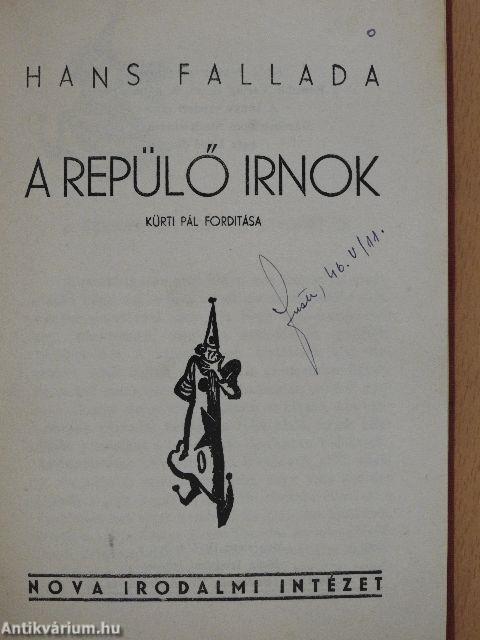 HANS FALLADA
A REPÜLŐ IRNOK
KÜRTI PÁL FORDITÁSA
46. V/11.
NOVA IRODALMI INTÉZET
Antikvárium.hu